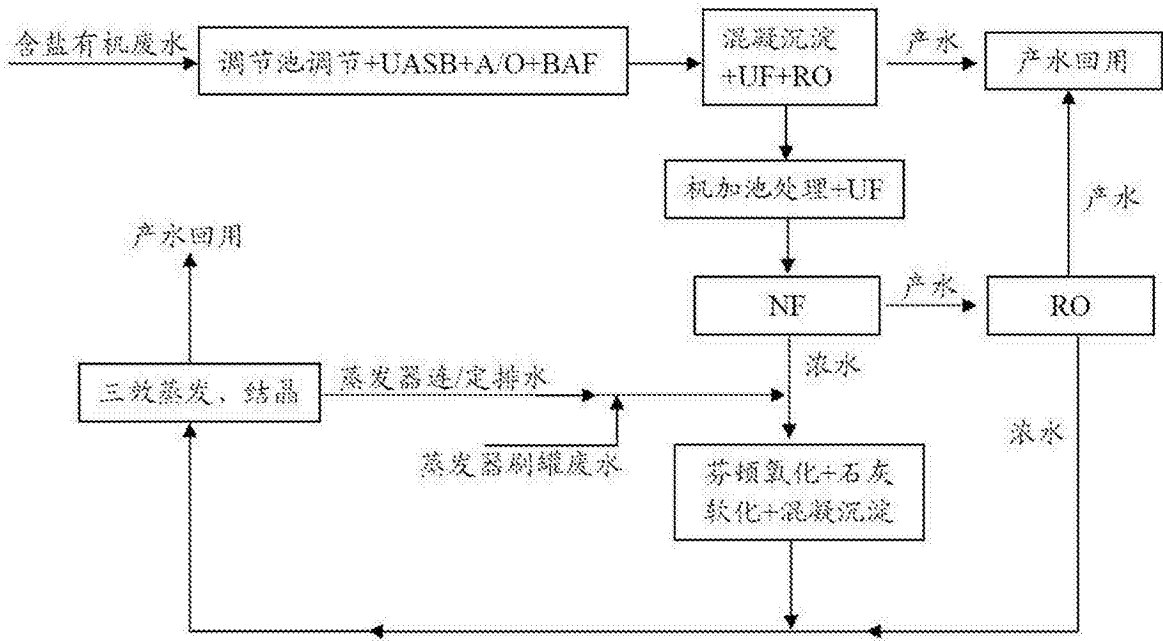 含盐有机废水
调节池调节+UASB+A/O+BAF
混凝沉淀
+UF+RO
产水
产水回用
机加池处理+UF
产水
产水回用
NF
产水
RO
浓水
三效蒸发、结晶
蒸发器连/定排水
浓水
蒸发器刷罐废水
芬顿氧化+石灰
软化+混凝沉淀